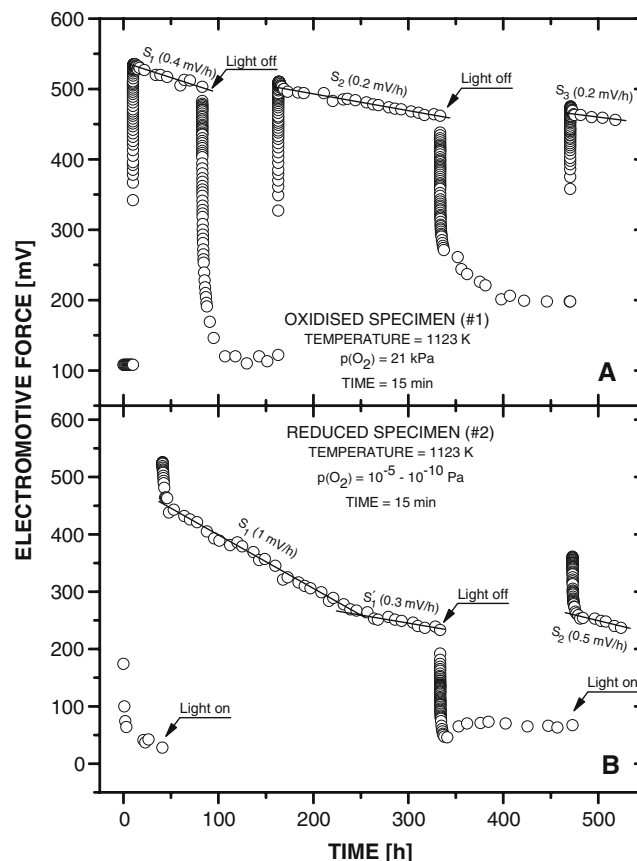 ELECTROMOTIVE FORCE [mV]
600
500
400
300
200
100
S1 (0.4 mV/h)
Light off
S2 (0.2 mV/h)
Light off
S3 (0.2 mV/h)
OXIDISED SPECIMEN (#1)
TEMPERATURE = 1123 K
p(O2) = 21 kPa
TIME = 15 min
A
600
500
400
300
200
100
0
REDUCED SPECIMEN (#2)
TEMPERATURE = 1123 K
p(O2) = 10-5 - 10-10 Pa
TIME = 15 min
S1 (1 mV/h)
S1' (0.3 mV/h)
Light off
S2 (0.5 mV/h)
Light on
Light on
B
0 100 200 300 400 500
TIME [h]